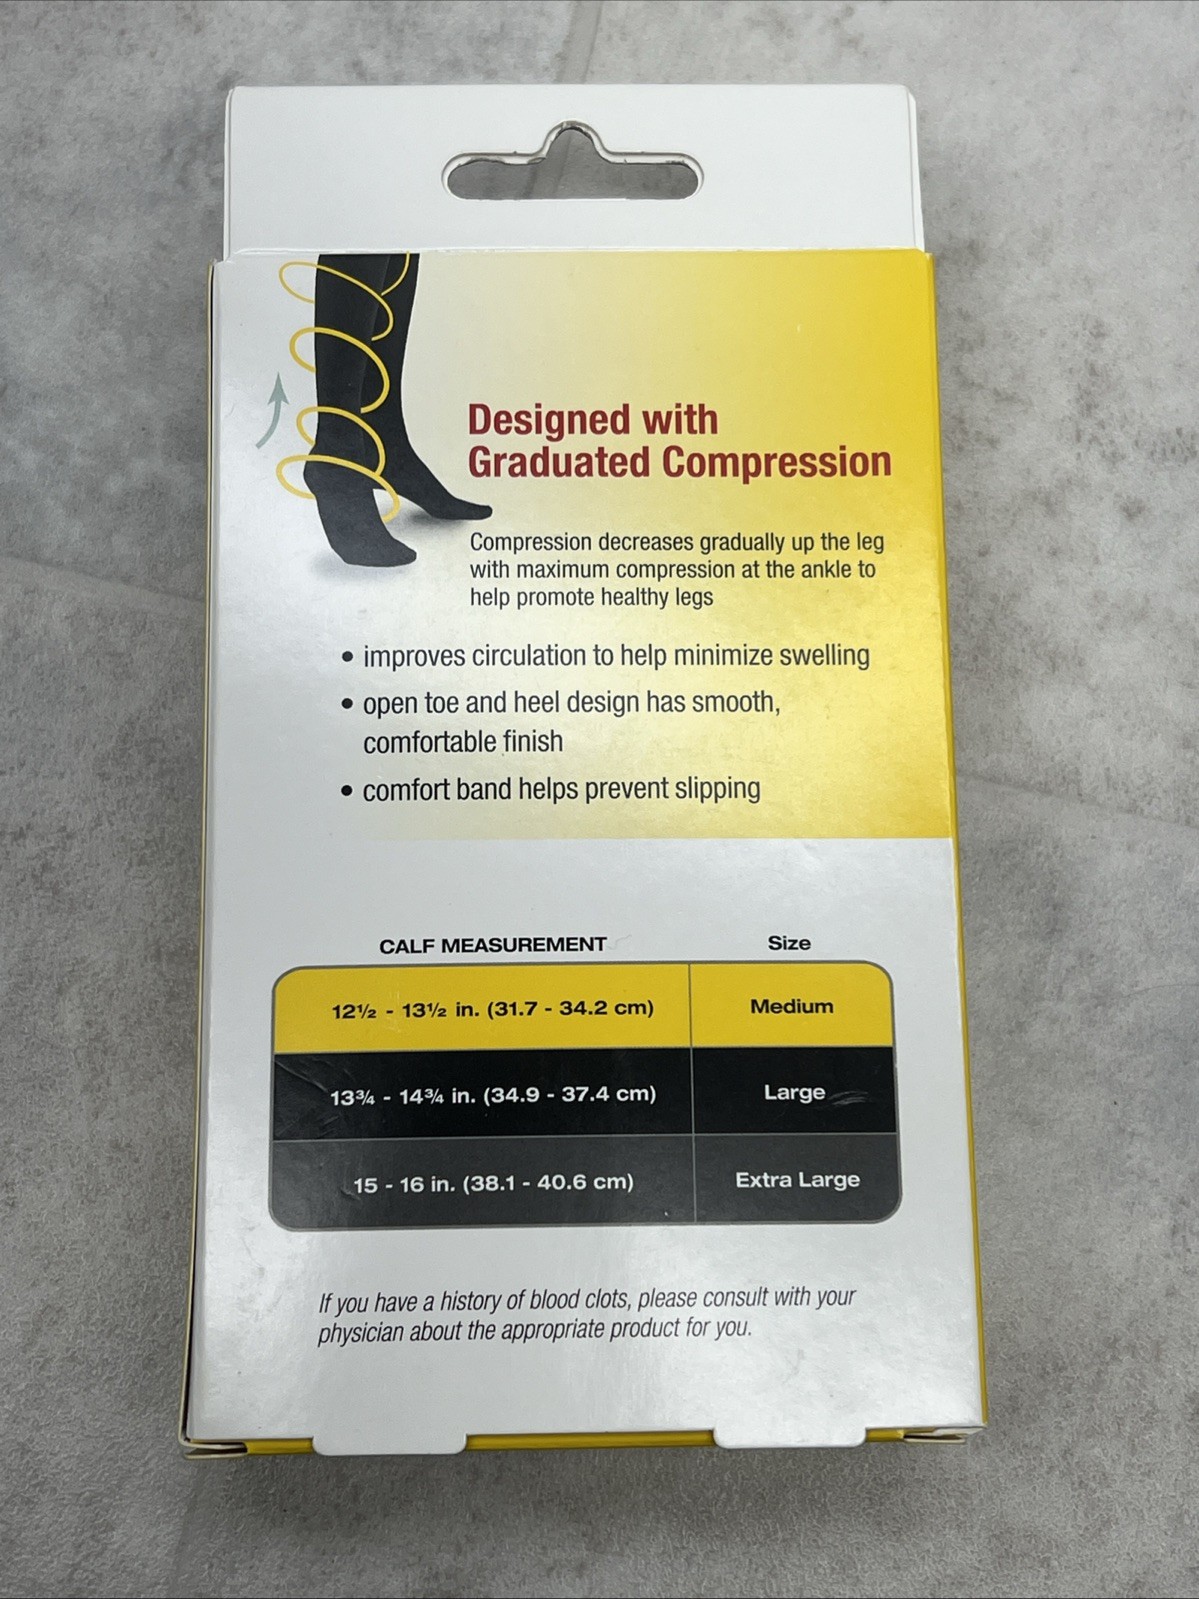 Designed with
Graduated Compression
Compression decreases gradually up the leg
with maximum compression at the ankle to
help promote healthy legs
• improves circulation to help minimize swelling
• open toe and heel design has smooth,
comfortable finish
• comfort band helps prevent slipping
CALF MEASUREMENT Size
12½ - 13½ in. (31.7 - 34.2 cm) Medium
13¾ - 14¾ in. (34.9 - 37.4 cm) Large
15 - 16 in. (38.1 - 40.6 cm) Extra Large
If you have a history of blood clots, please consult with your
physician about the appropriate product for you.